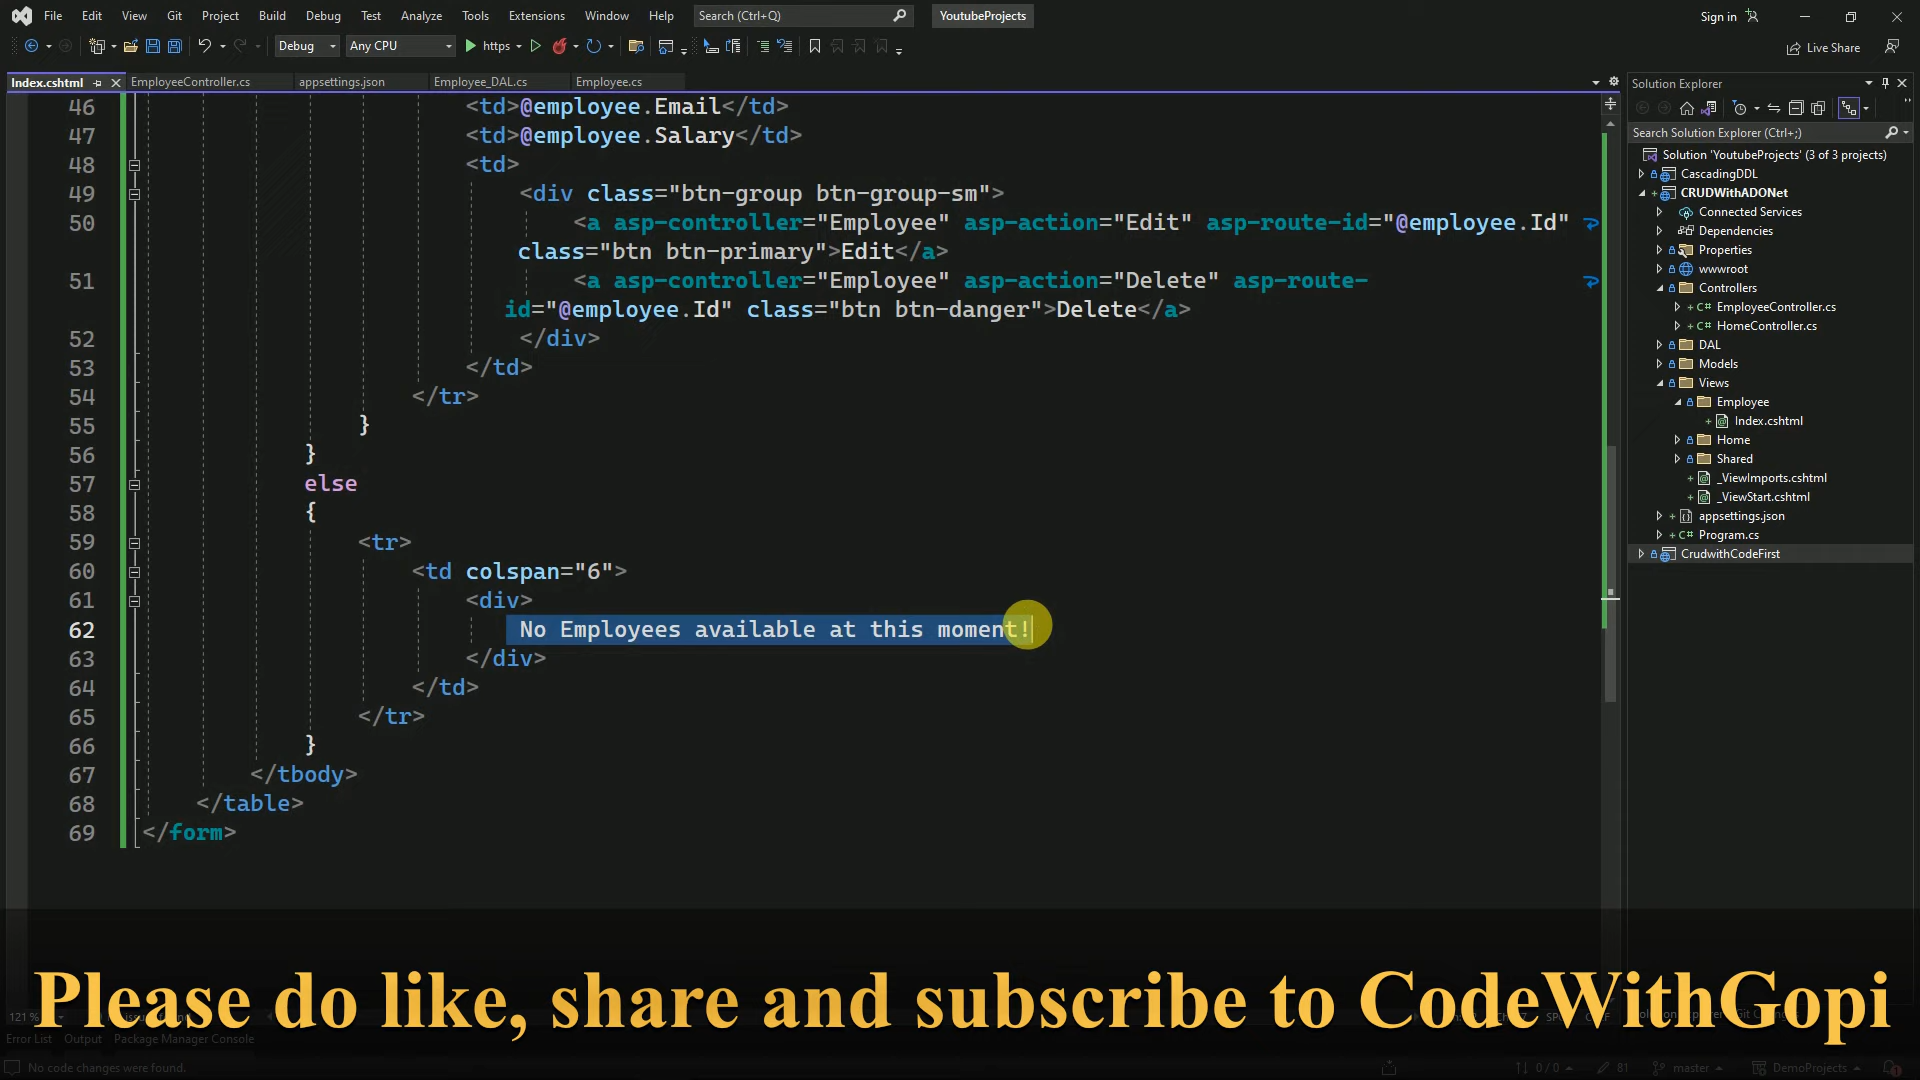 File Edit View Git Project Build Debug Test Analyze Tools Extensions Window Help Search (Ctrl+Q) YoutubeProjects Sign in
Debug Any CPU https Live Share
Index.cshtml EmployeeController.cs appsettings.json Employee_DAL.cs Employee.cs
46 <td>@employee.Email</td>
47 <td>@employee.Salary</td>
48 <td>
49 <div class="btn-group btn-group-sm">
50 <a asp-controller="Employee" asp-action="Edit" asp-route-id="@employee.Id"
class="btn btn-primary">Edit</a>
51 <a asp-controller="Employee" asp-action="Delete" asp-route-
id="@employee.Id" class="btn btn-danger">Delete</a>
52 </div>
53 </td>
54 </tr>
55 }
56 }
57 else
58 {
59 <tr>
60 <td colspan="6">
61 <div>
62 No Employees available at this moment!
63 </div>
64 </td>
65 </tr>
66 }
67 </tbody>
68 </table>
69 </form>
Solution Explorer
Search Solution Explorer (Ctrl+;)
Solution 'YoutubeProjects' (3 of 3 projects)
CascadingDDL
CRUDWithADONet
Connected Services
Dependencies
Properties
wwwroot
Controllers
C# EmployeeController.cs
C# HomeController.cs
DAL
Models
Views
Employee
Index.cshtml
Home
Shared
_ViewImports.cshtml
_ViewStart.cshtml
appsettings.json
C# Program.cs
CrudwithCodeFirst
Please do like, share and subscribe to CodeWithGopi
121 %
Error List Output Package Manager Console
No code changes were found. 0 / 0 81 master DemoProjects